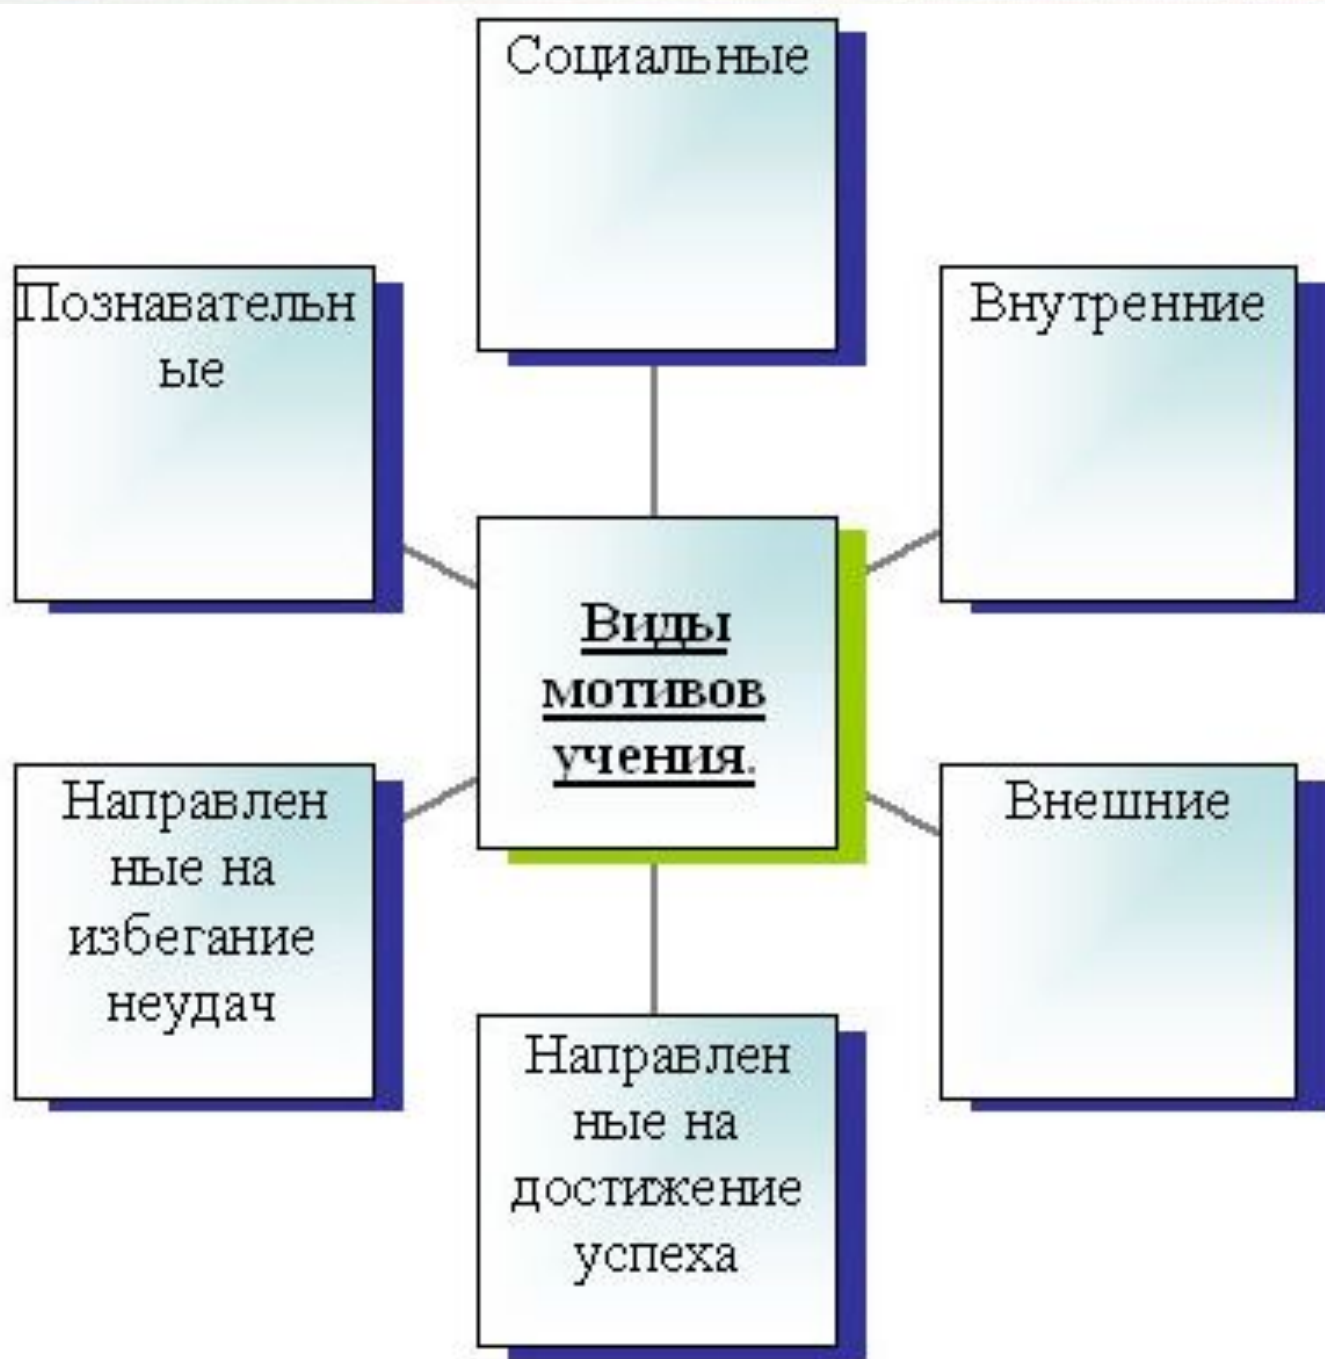 Социальные
Познавательн
ые
Внутренние
Виды
мотивов
учения.
Направлен
ные на
избегание
неудач
Внешние
Направлен
ные на
достижение
успеха